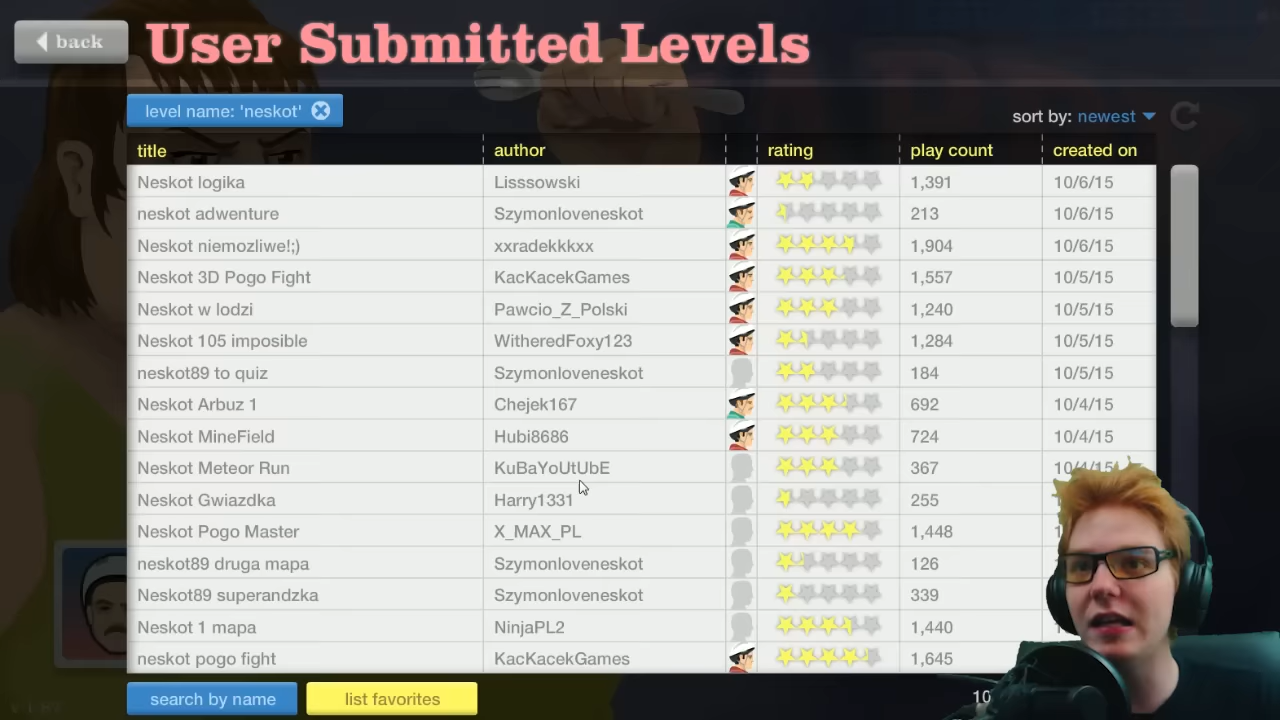 back
User Submitted Levels
level name: 'neskot'
sort by: newest
title author rating play count created on
Neskot logika Lisssowski 1,391 10/6/15
neskot adwenture Szymonloveneskot 213 10/6/15
Neskot niemozliwe!;) xxradekkkxx 1,904 10/6/15
Neskot 3D Pogo Fight KacKacekGames 1,557 10/5/15
Neskot w lodzi Pawcio_Z_Polski 1,240 10/5/15
Neskot 105 imposible WitheredFoxy123 1,284 10/5/15
neskot89 to quiz Szymonloveneskot 184 10/5/15
Neskot Arbuz 1 Chejek167 692 10/4/15
Neskot MineField Hubi8686 724 10/4/15
Neskot Meteor Run KuBaYoUtUbE 367 10/4/15
Neskot Gwiazdka Harry1331 255
Neskot Pogo Master X_MAX_PL 1,448
neskot89 druga mapa Szymonloveneskot 126
Neskot89 superandzka Szymonloveneskot 339
Neskot 1 mapa NinjaPL2 1,440
neskot pogo fight KacKacekGames 1,645
search by name list favorites 10